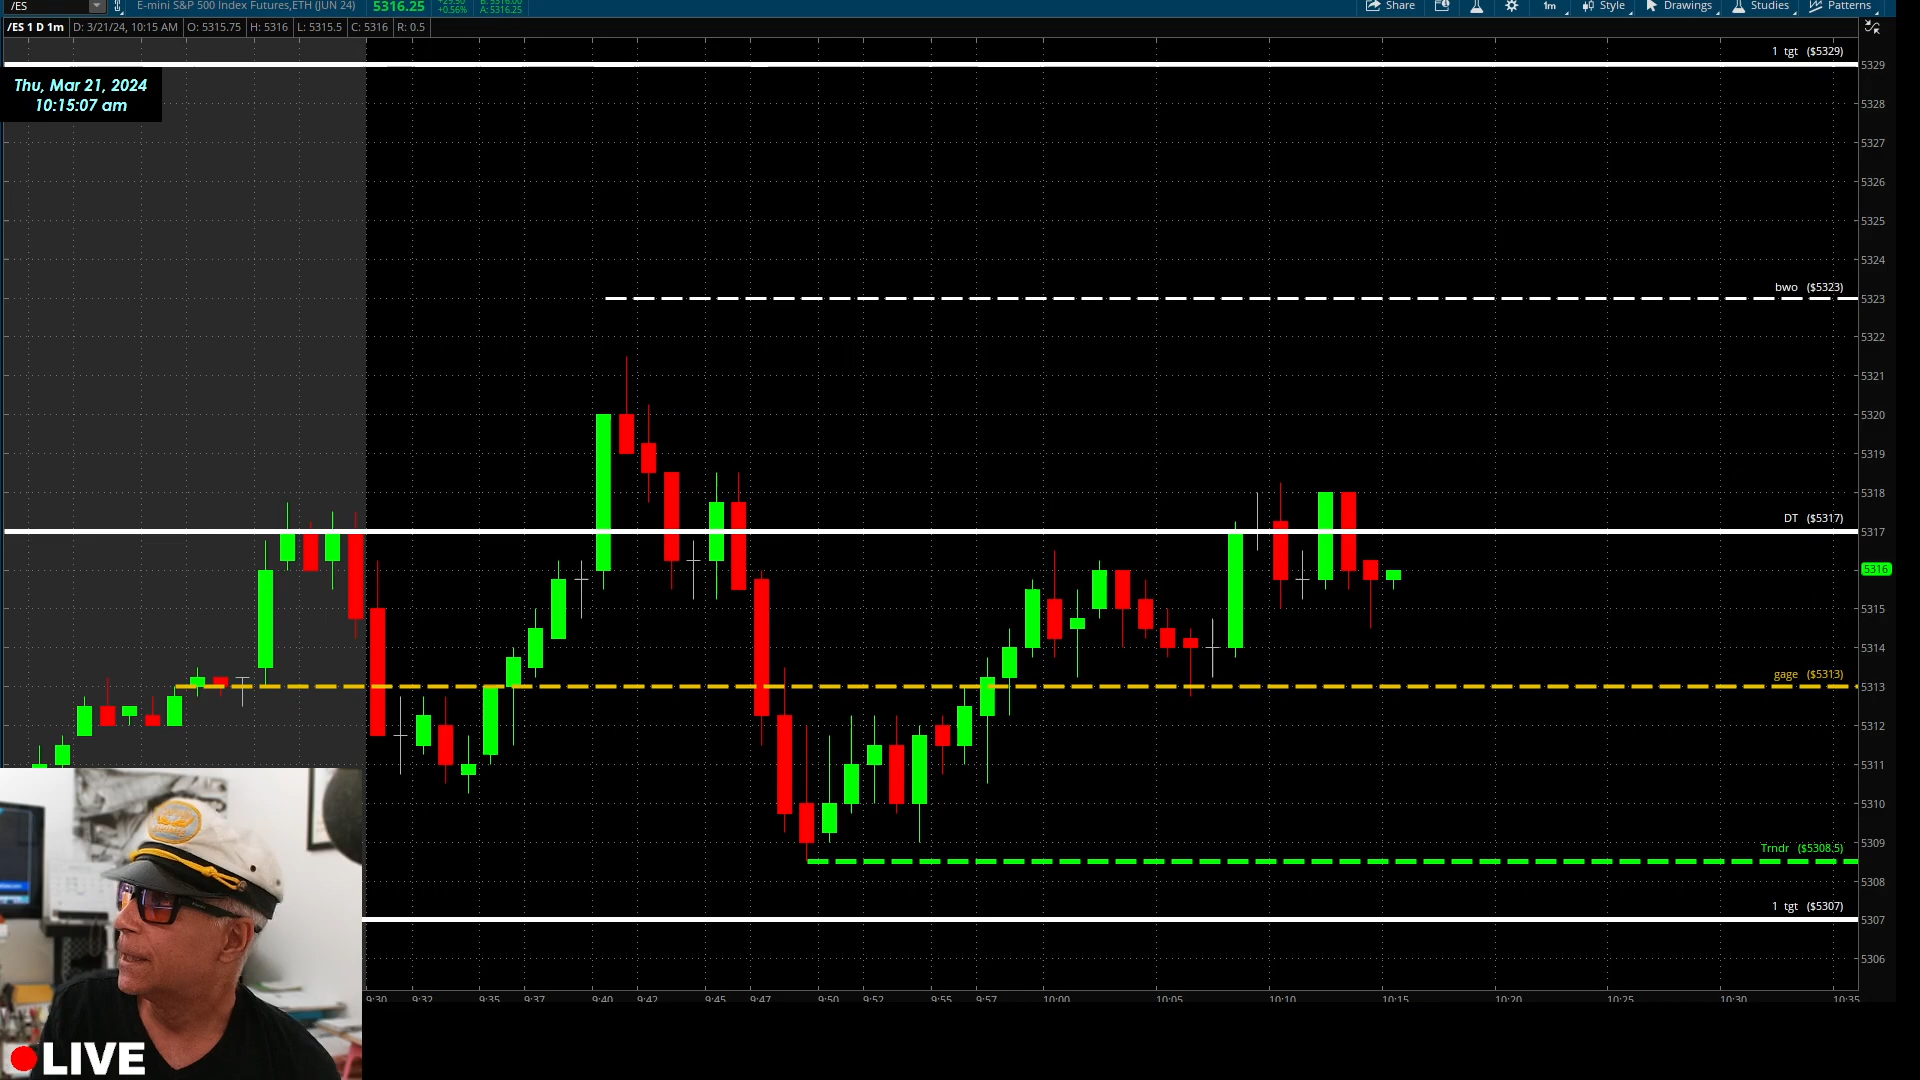 /ES
E-mini S&P 500 Index Futures,ETH (JUN 24)
5316.25
+0.56%
A: 5316.25
Share
1m
Style
Drawings
Studies
Patterns
/ES 1 D 1m
D: 3/21/24, 10:15 AM
O: 5315.75
H: 5316
L: 5315.5
C: 5316
R: 0.5
Thu, Mar 21, 2024
10:15:07 am
1 tgt ($5329)
5329
5328
5327
5326
5325
5324
bwo ($5323)
5323
5322
5321
5320
5319
5318
DT ($5317)
5317
5316
5315
5314
gage ($5313)
5313
5312
5311
5310
5309
Trndr ($5308.5)
5308
1 tgt ($5307)
5307
5306
9:30
9:32
9:35
9:37
9:40
9:42
9:45
9:47
9:50
9:52
9:55
9:57
10:00
10:05
10:10
10:15
10:20
10:25
10:30
10:35
LIVE